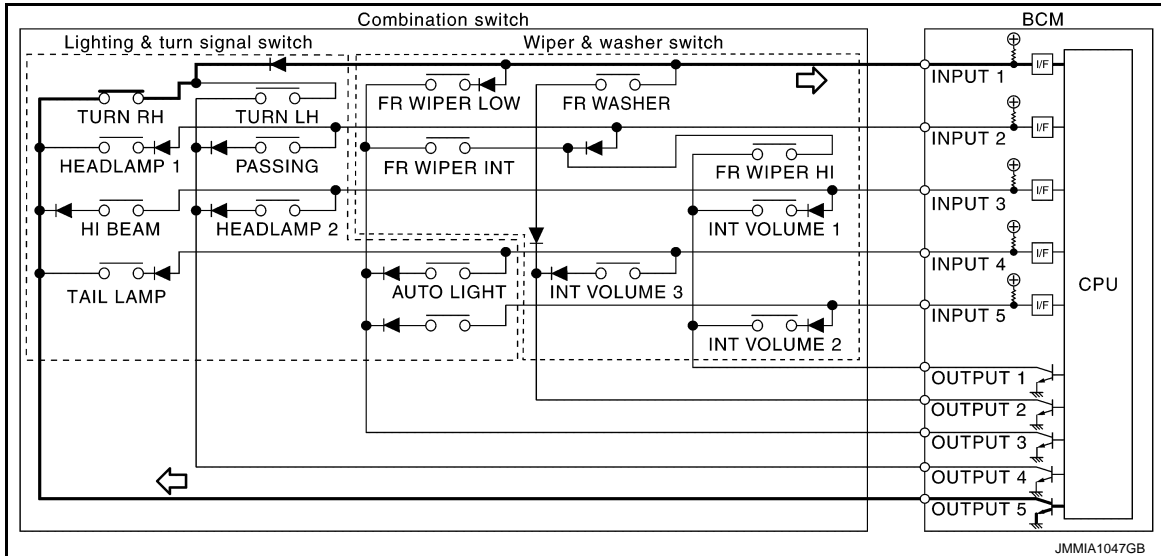 Combination switch
BCM
Lighting & turn signal switch
Wiper & washer switch
INPUT 1
I/F
TURN RH
TURN LH
FR WIPER LOW
FR WASHER
INPUT 2
I/F
HEADLAMP 1
PASSING
FR WIPER INT
FR WIPER HI
INPUT 3
I/F
HI BEAM
HEADLAMP 2
INT VOLUME 1
INPUT 4
I/F
TAIL LAMP
AUTO LIGHT
INT VOLUME 3
CPU
INPUT 5
I/F
INT VOLUME 2
OUTPUT 1
OUTPUT 2
OUTPUT 3
OUTPUT 4
OUTPUT 5
JMMIA1047GB